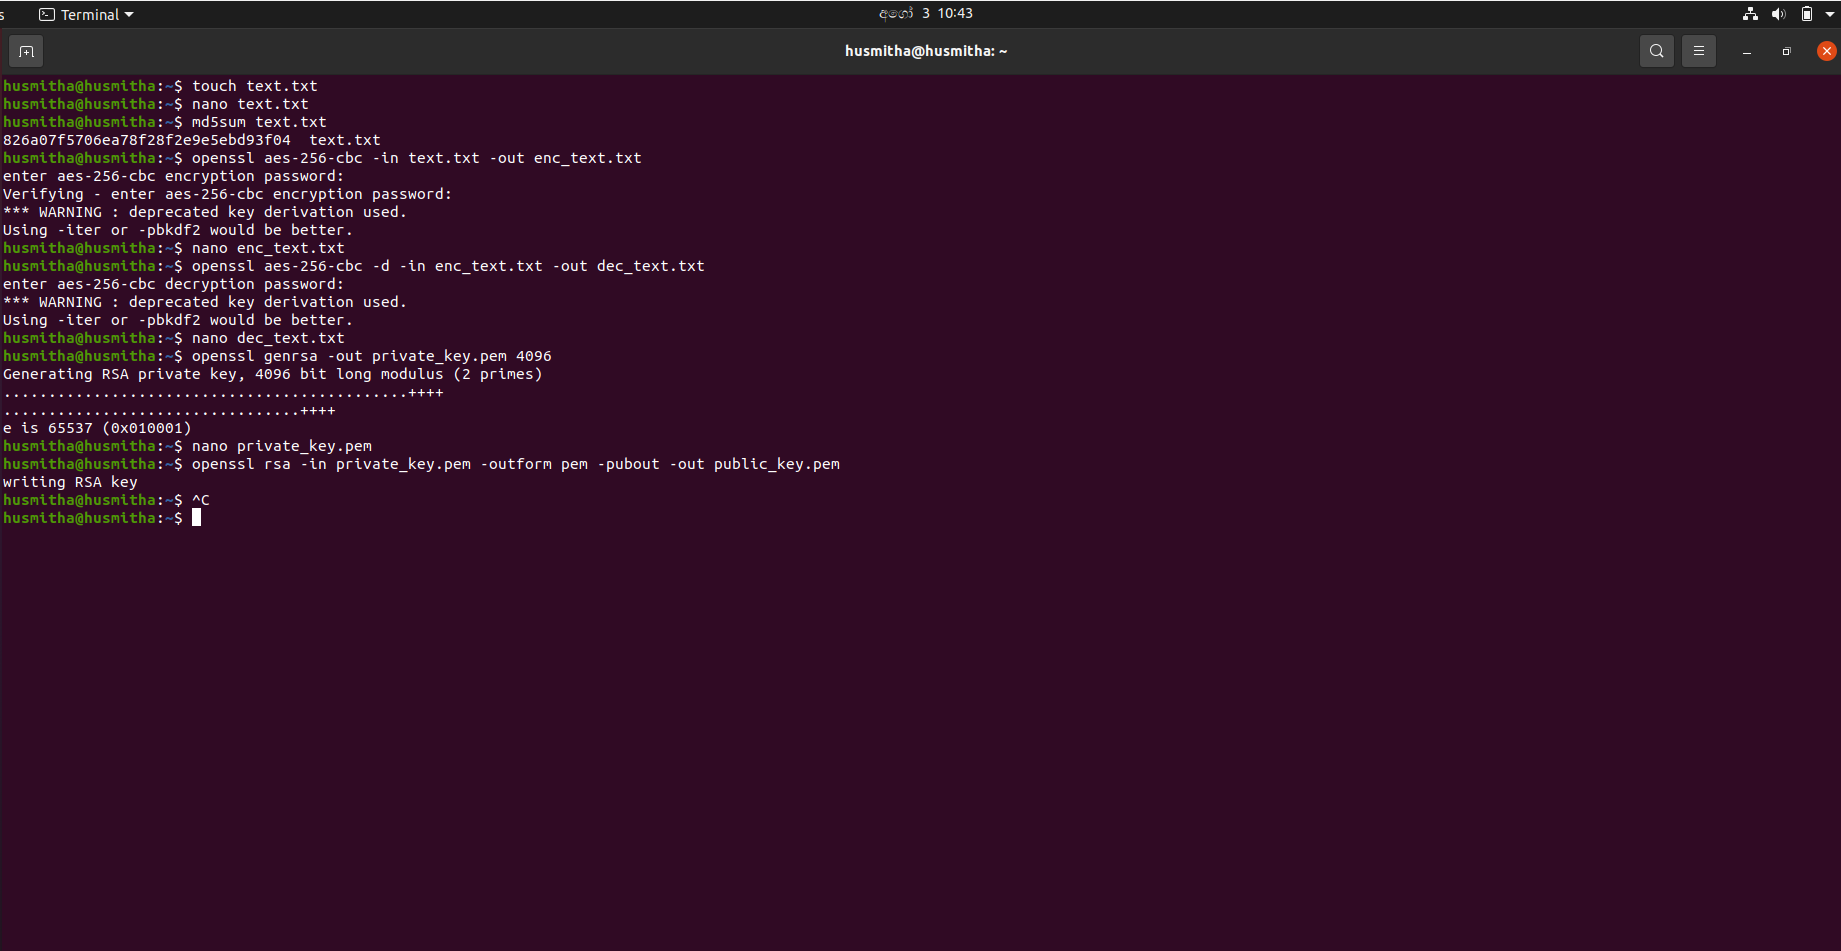 s Terminal අගෝ 3 10:43
husmitha@husmitha: ~
husmitha@husmitha:~$ touch text.txt
husmitha@husmitha:~$ nano text.txt
husmitha@husmitha:~$ md5sum text.txt
826a07f5706ea78f28f2e9e5ebd93f04  text.txt
husmitha@husmitha:~$ openssl aes-256-cbc -in text.txt -out enc_text.txt
enter aes-256-cbc encryption password:
Verifying - enter aes-256-cbc encryption password:
*** WARNING : deprecated key derivation used.
Using -iter or -pbkdf2 would be better.
husmitha@husmitha:~$ nano enc_text.txt
husmitha@husmitha:~$ openssl aes-256-cbc -d -in enc_text.txt -out dec_text.txt
enter aes-256-cbc decryption password:
*** WARNING : deprecated key derivation used.
Using -iter or -pbkdf2 would be better.
husmitha@husmitha:~$ nano dec_text.txt
husmitha@husmitha:~$ openssl genrsa -out private_key.pem 4096
Generating RSA private key, 4096 bit long modulus (2 primes)
.............................................++++
.................................++++
e is 65537 (0x010001)
husmitha@husmitha:~$ nano private_key.pem
husmitha@husmitha:~$ openssl rsa -in private_key.pem -outform pem -pubout -out public_key.pem
writing RSA key
husmitha@husmitha:~$ ^C
husmitha@husmitha:~$